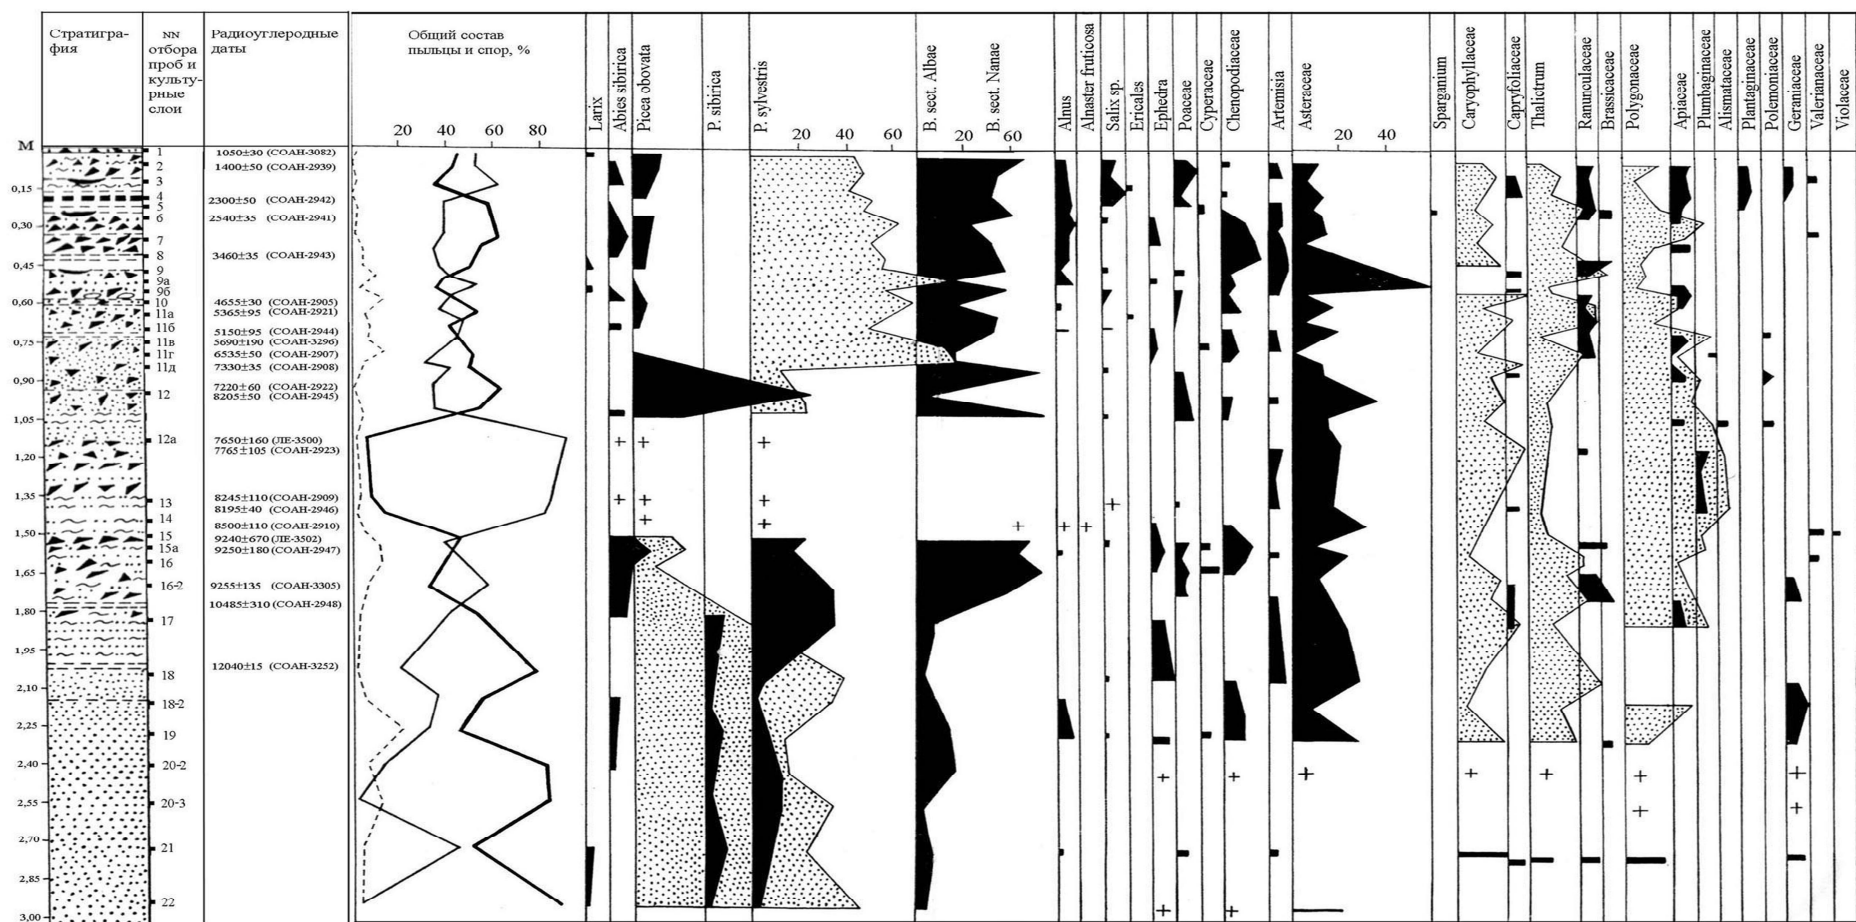 Стратигра-
фия
NN
отбора
проб и
культу-
рные
слои
Радиоуглеродные
даты
Общий состав
пыльцы и спор, %
20 40 60 80
Larix
Abies sibirica
Picea obovata
P. sibirica
P. sylvestris
20 40 60 80
B. sect. Albae
B. sect. Nanae
20 60
Alnus
Alnaster fruticosa
Salix sp.
Ericales
Ephedra
Poaceae
Cyperaceae
Chenopodiaceae
Artemisia
Asteraceae
20 40
Sparganium
Caryophyllaceae
Capryfoliaceae
Thalictrum
Ranunculaceae
Brassicaceae
Polygonaceae
Apiaceae
Plumbaginaceae
Alismataceae
Plantaginaceae
Polemoniaceae
Geraniaceae
Valerianaceae
Violaceae
М
0,15
0,30
0,45
0,60
0,75
0,90
1,05
1,20
1,35
1,50
1,65
1,80
1,95
2,10
2,25
2,40
2,55
2,70
2,85
3,00
1
2
3
4
5
6
7
8
9
9а
9б
10
11а
11б
11в
11г
11д
12
12а
13
14
15
15а
16
16-2
17
18
18-2
19
20-2
20-3
21
22
1050±30 (СОАН-3082)
1400±50 (СОАН-2939)
2300±50 (СОАН-2942)
2540±35 (СОАН-2941)
3460±35 (СОАН-2943)
4655±30 (СОАН-2905)
5365±95 (СОАН-2921)
5150±95 (СОАН-2944)
5690±190 (СОАН-3296)
6535±50 (СОАН-2907)
7330±35 (СОАН-2908)
7220±60 (СОАН-2922)
8205±50 (СОАН-2945)
7650±160 (ЛЕ-3500)
7765±105 (СОАН-2923)
8245±110 (СОАН-2909)
8195±40 (СОАН-2946)
8500±110 (СОАН-2910)
9240±670 (ЛЕ-3502)
9250±180 (СОАН-2947)
9255±135 (СОАН-3305)
10485±310 (СОАН-2948)
12040±15 (СОАН-3252)